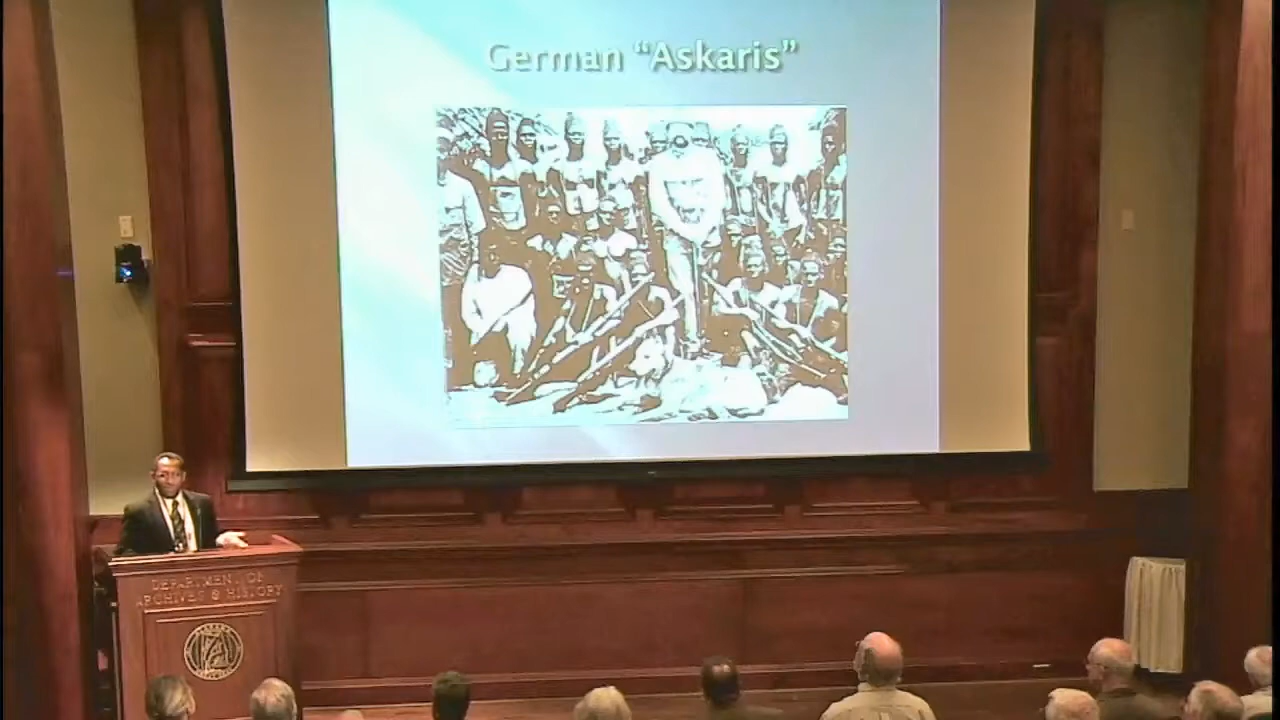 German “Askaris”
DEPARTMENT OF
ARCHIVES & HISTORY